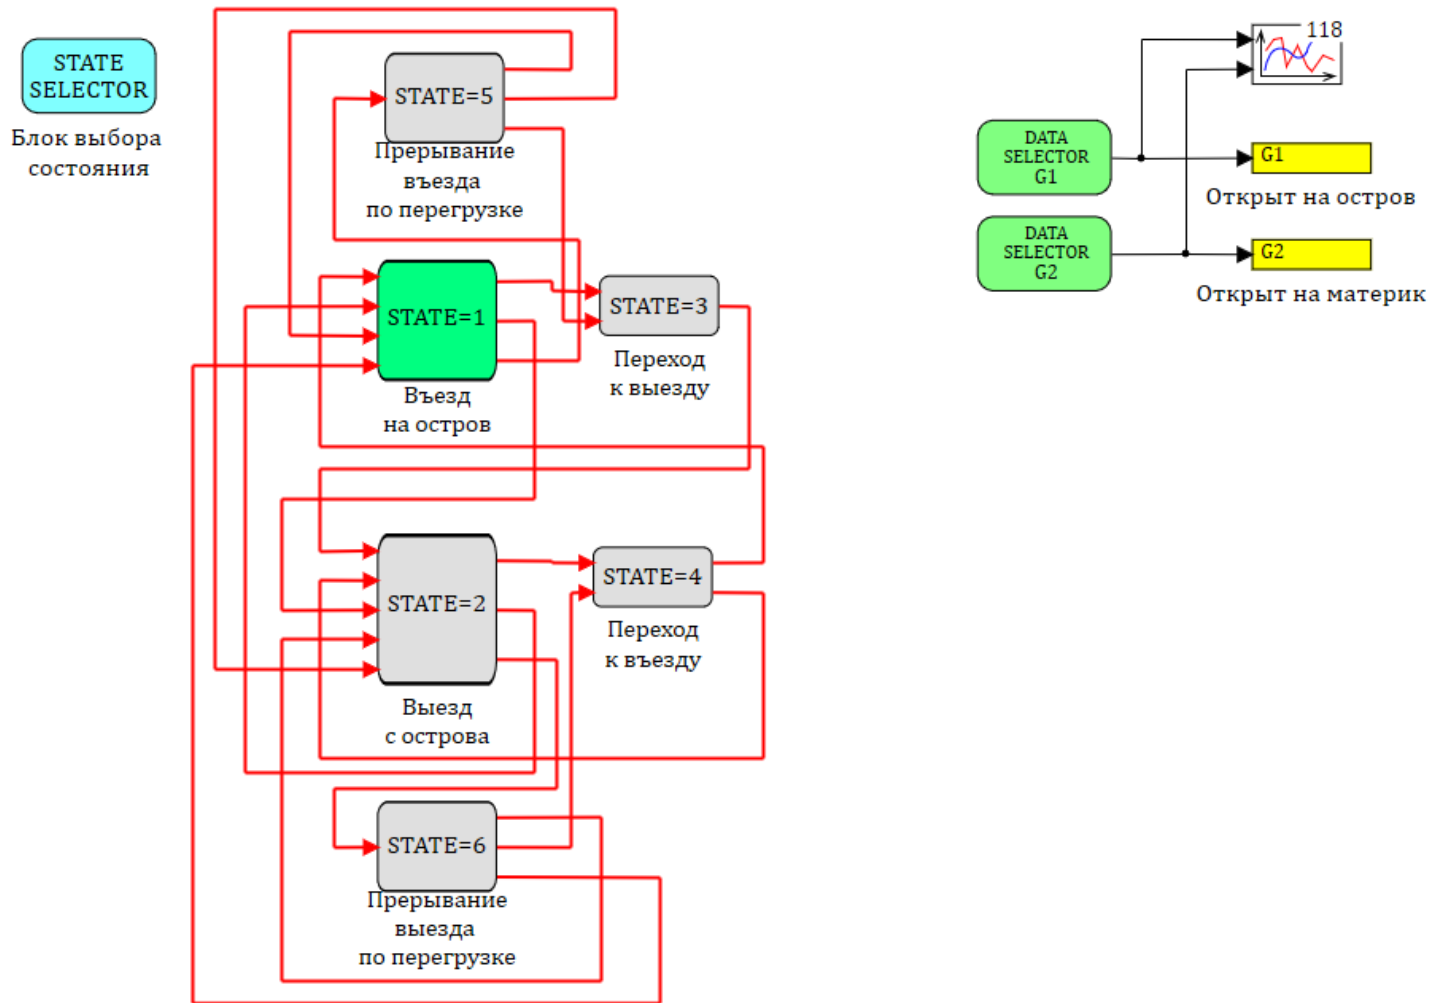 STATE
SELECTOR
Блок выбора
состояния
STATE=5
Прерывание
въезда
по перегрузке
STATE=1
Въезд
на остров
STATE=3
Переход
к выезду
STATE=2
Выезд
с острова
STATE=4
Переход
к въезду
STATE=6
Прерывание
выезда
по перегрузке
118
DATA
SELECTOR
G1
G1
Открыт на остров
DATA
SELECTOR
G2
G2
Открыт на материк